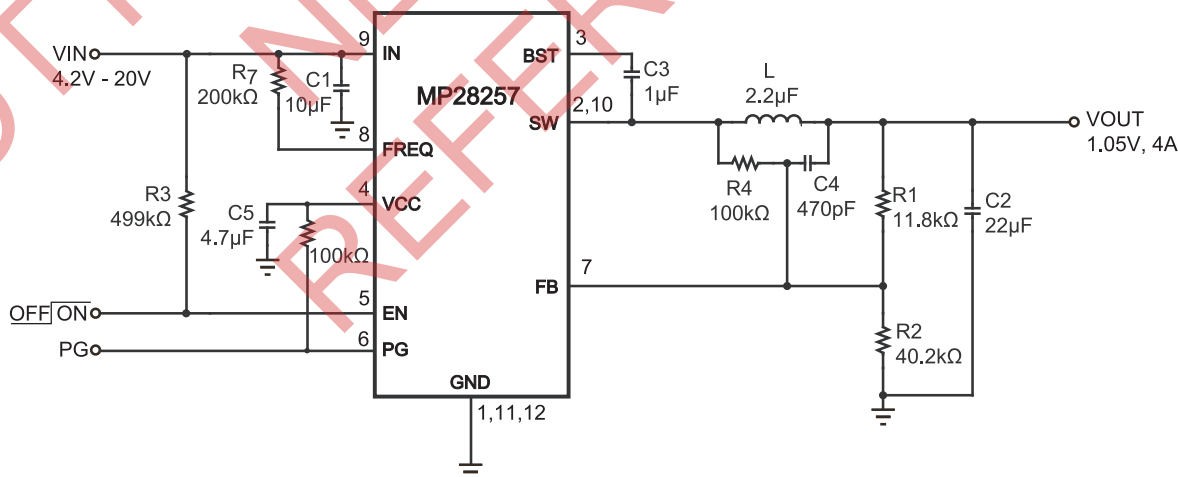 VIN
4.2V - 20V
9
IN
R7
200kΩ
C1
10µF
8
FREQ
R3
499kΩ
4
VCC
C5
4.7µF
100kΩ
OFF ON
5
EN
PG
6
PG
MP28257
GND
1,11,12
3
BST
C3
1µF
2,10
SW
L
2.2µF
R4
100kΩ
C4
470pF
7
FB
R1
11.8kΩ
R2
40.2kΩ
C2
22µF
VOUT
1.05V, 4A
REFER